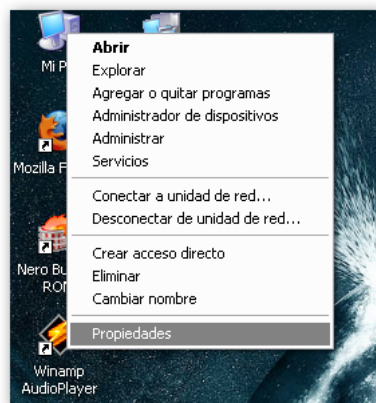 Mi P
Abrir
Explorar
Agregar o quitar programas
Administrador de dispositivos
Administrar
Servicios
Conectar a unidad de red...
Desconectar de unidad de red...
Crear acceso directo
Eliminar
Cambiar nombre
Propiedades
Mozilla F
Nero Bu
ROM
Winamp
AudioPlayer